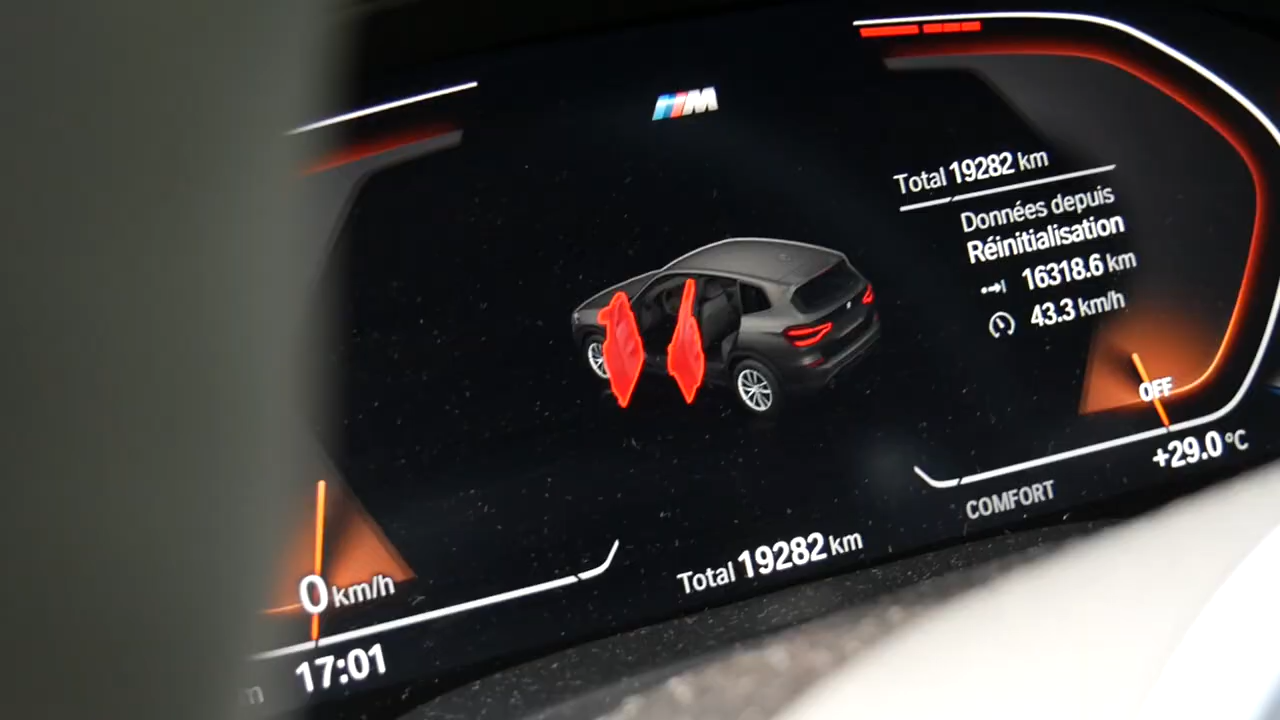 M
Total 19282 km
Données depuis
Réinitialisation
16318.6 km
43.3 km/h
OFF
+29.0 °C
COMFORT
Total 19282 km
0 km/h
17:01